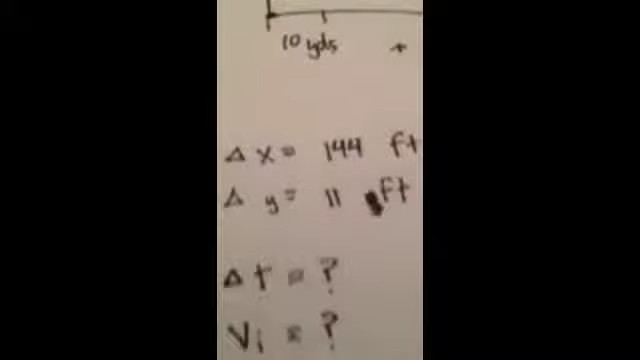 10 yds
Δ x = 144 ft
Δ y = 11 ft
Δ t = ?
Vi = ?